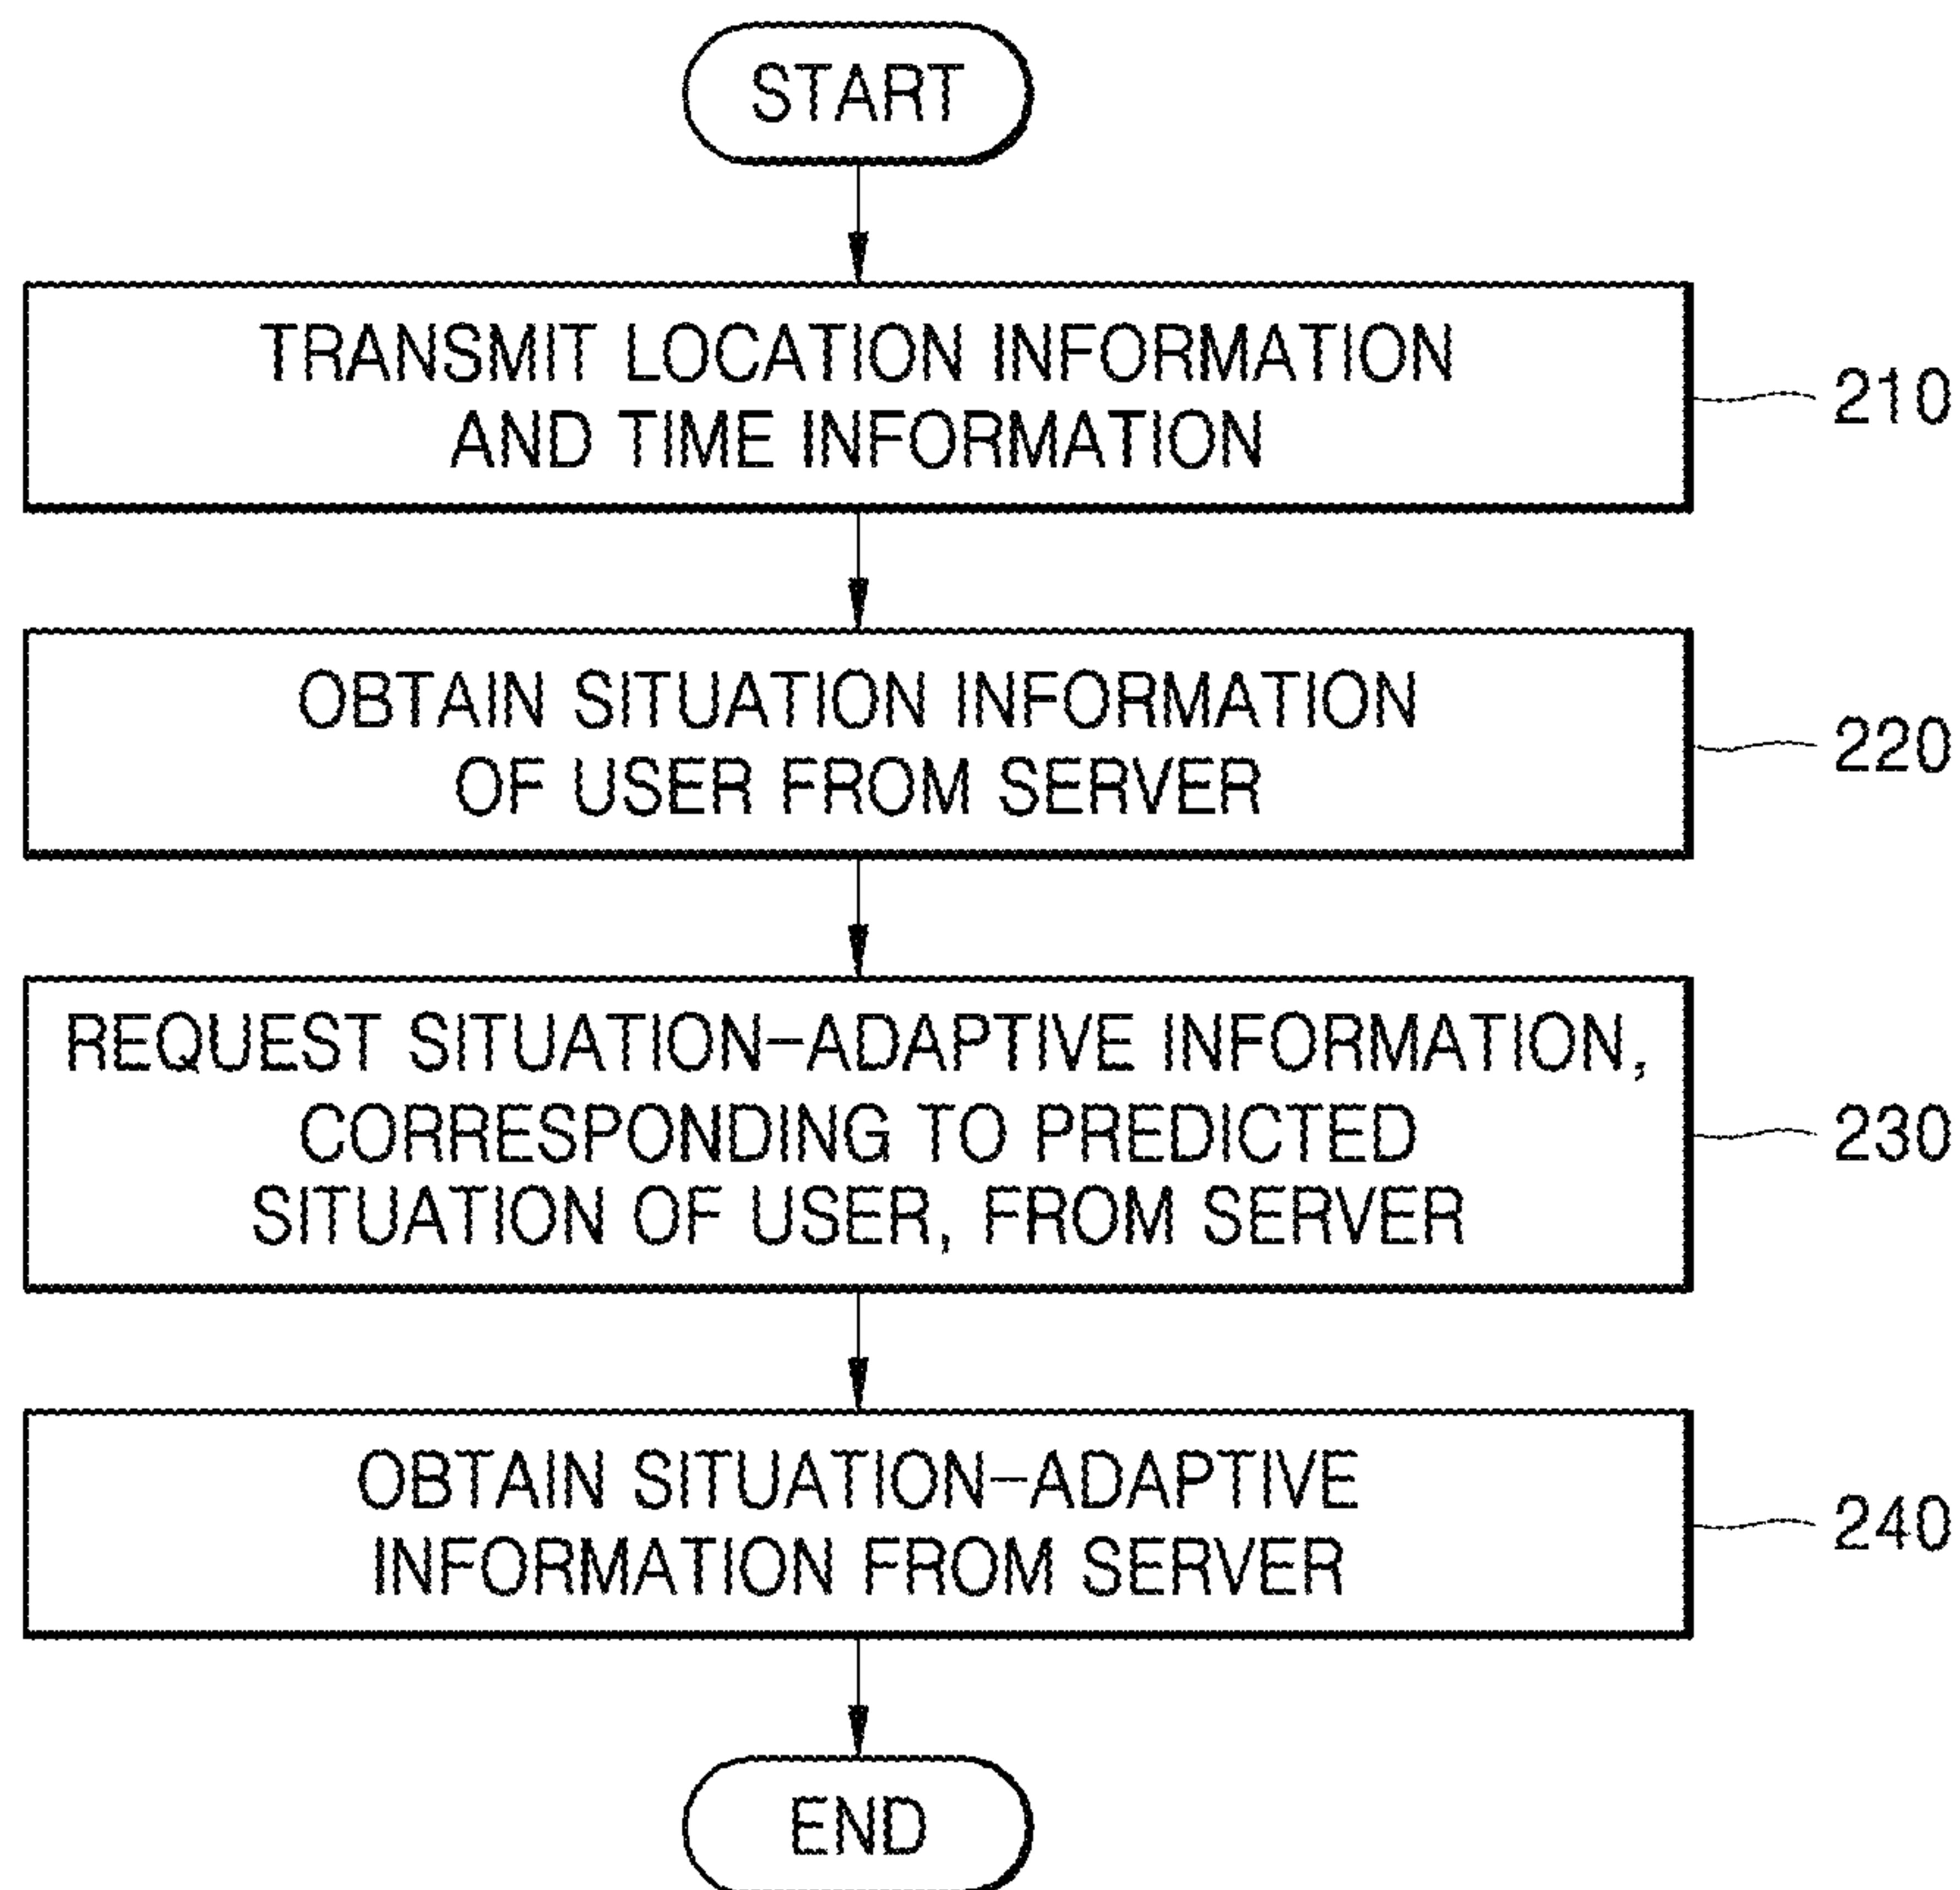 START
TRANSMIT LOCATION INFORMATION
AND TIME INFORMATION
210
OBTAIN SITUATION INFORMATION
OF USER FROM SERVER
220
REQUEST SITUATION-ADAPTIVE INFORMATION,
CORRESPONDING TO PREDICTED
SITUATION OF USER, FROM SERVER
230
OBTAIN SITUATION-ADAPTIVE
INFORMATION FROM SERVER
240
END